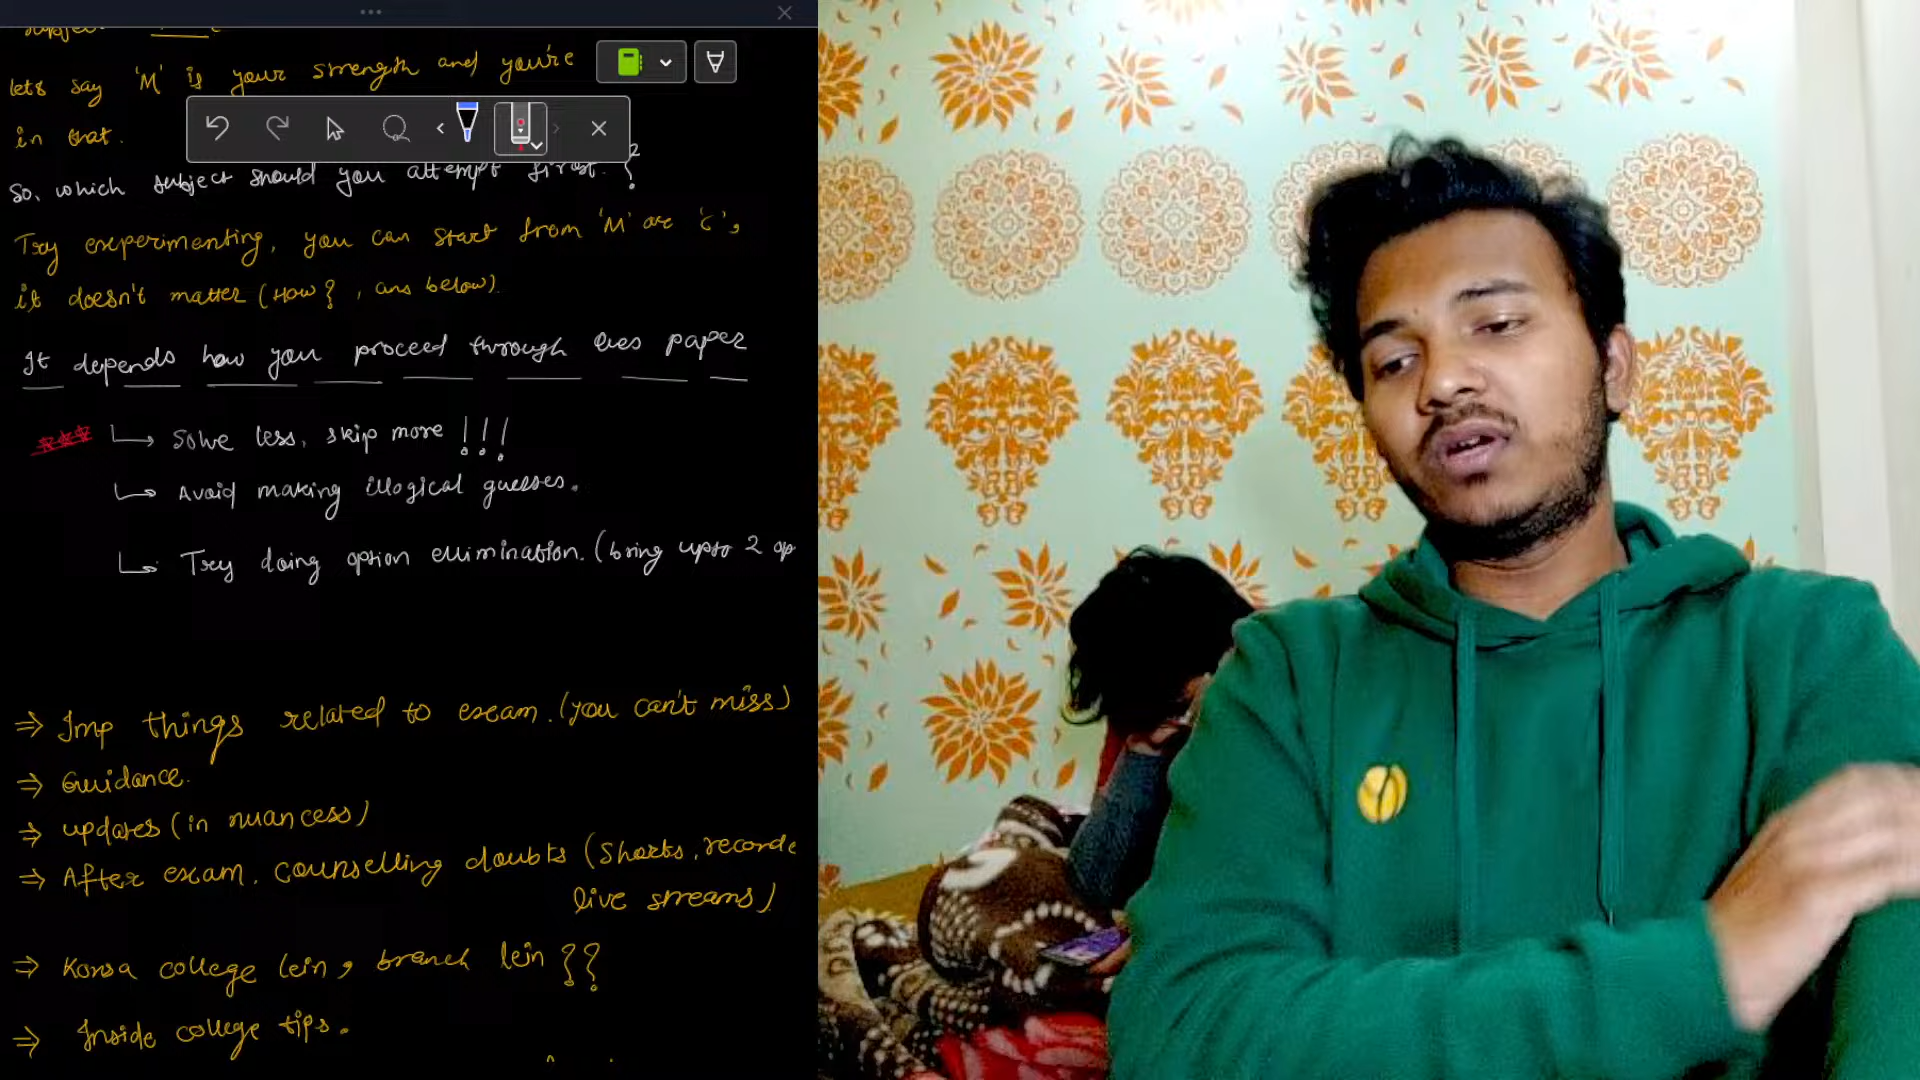 subject
lets say 'M' is your strength and you're
in that.
So, which subject should you attempt first. ?
Try experimenting, you can start from 'M' are 'c',
it doesn't matter (How?, ans below).
It depends how you proceed through the paper
Solve less, skip more !!!
Avoid making illogical guesses.
Try doing option ellimination. (bring upto 2 op
⇒ Imp things related to exam. (you can't miss)
⇒ Guidance.
⇒ updates (in nuancess)
⇒ After exam. counselling doubts (Shorts, recorde
live streams)
⇒ Konsa college lein, branch lein ??
⇒ Inside college tips.